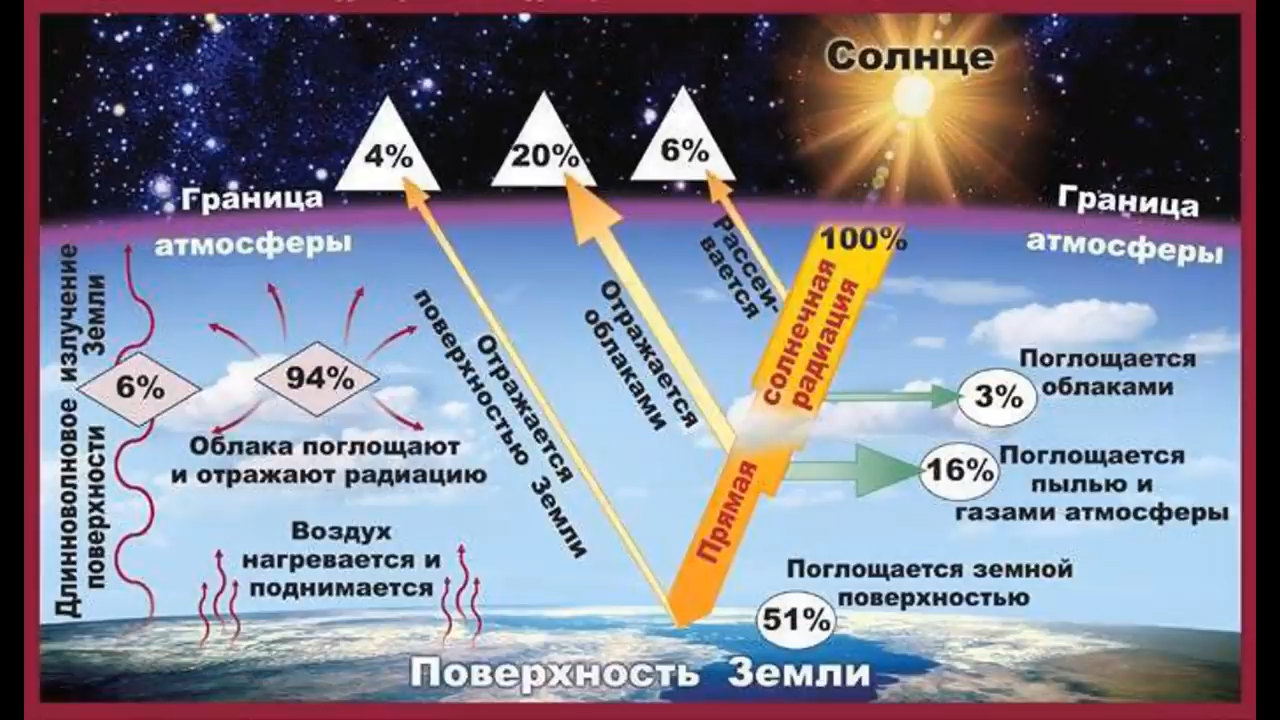 Солнце
4%
20%
6%
Граница
атмосферы
Граница
атмосферы
100%
Рассеи-
вается
Прямая солнечная
радиация
Отражается
облаками
Отражается
поверхностью Земли
Длинноволновое излучение
поверхности Земли
6%
94%
Облака поглощают
и отражают радиацию
Воздух
нагревается и
поднимается
Поглощается
облаками
3%
Поглощается
пылью и
газами атмосферы
16%
Поглощается земной
поверхностью
51%
Поверхность Земли